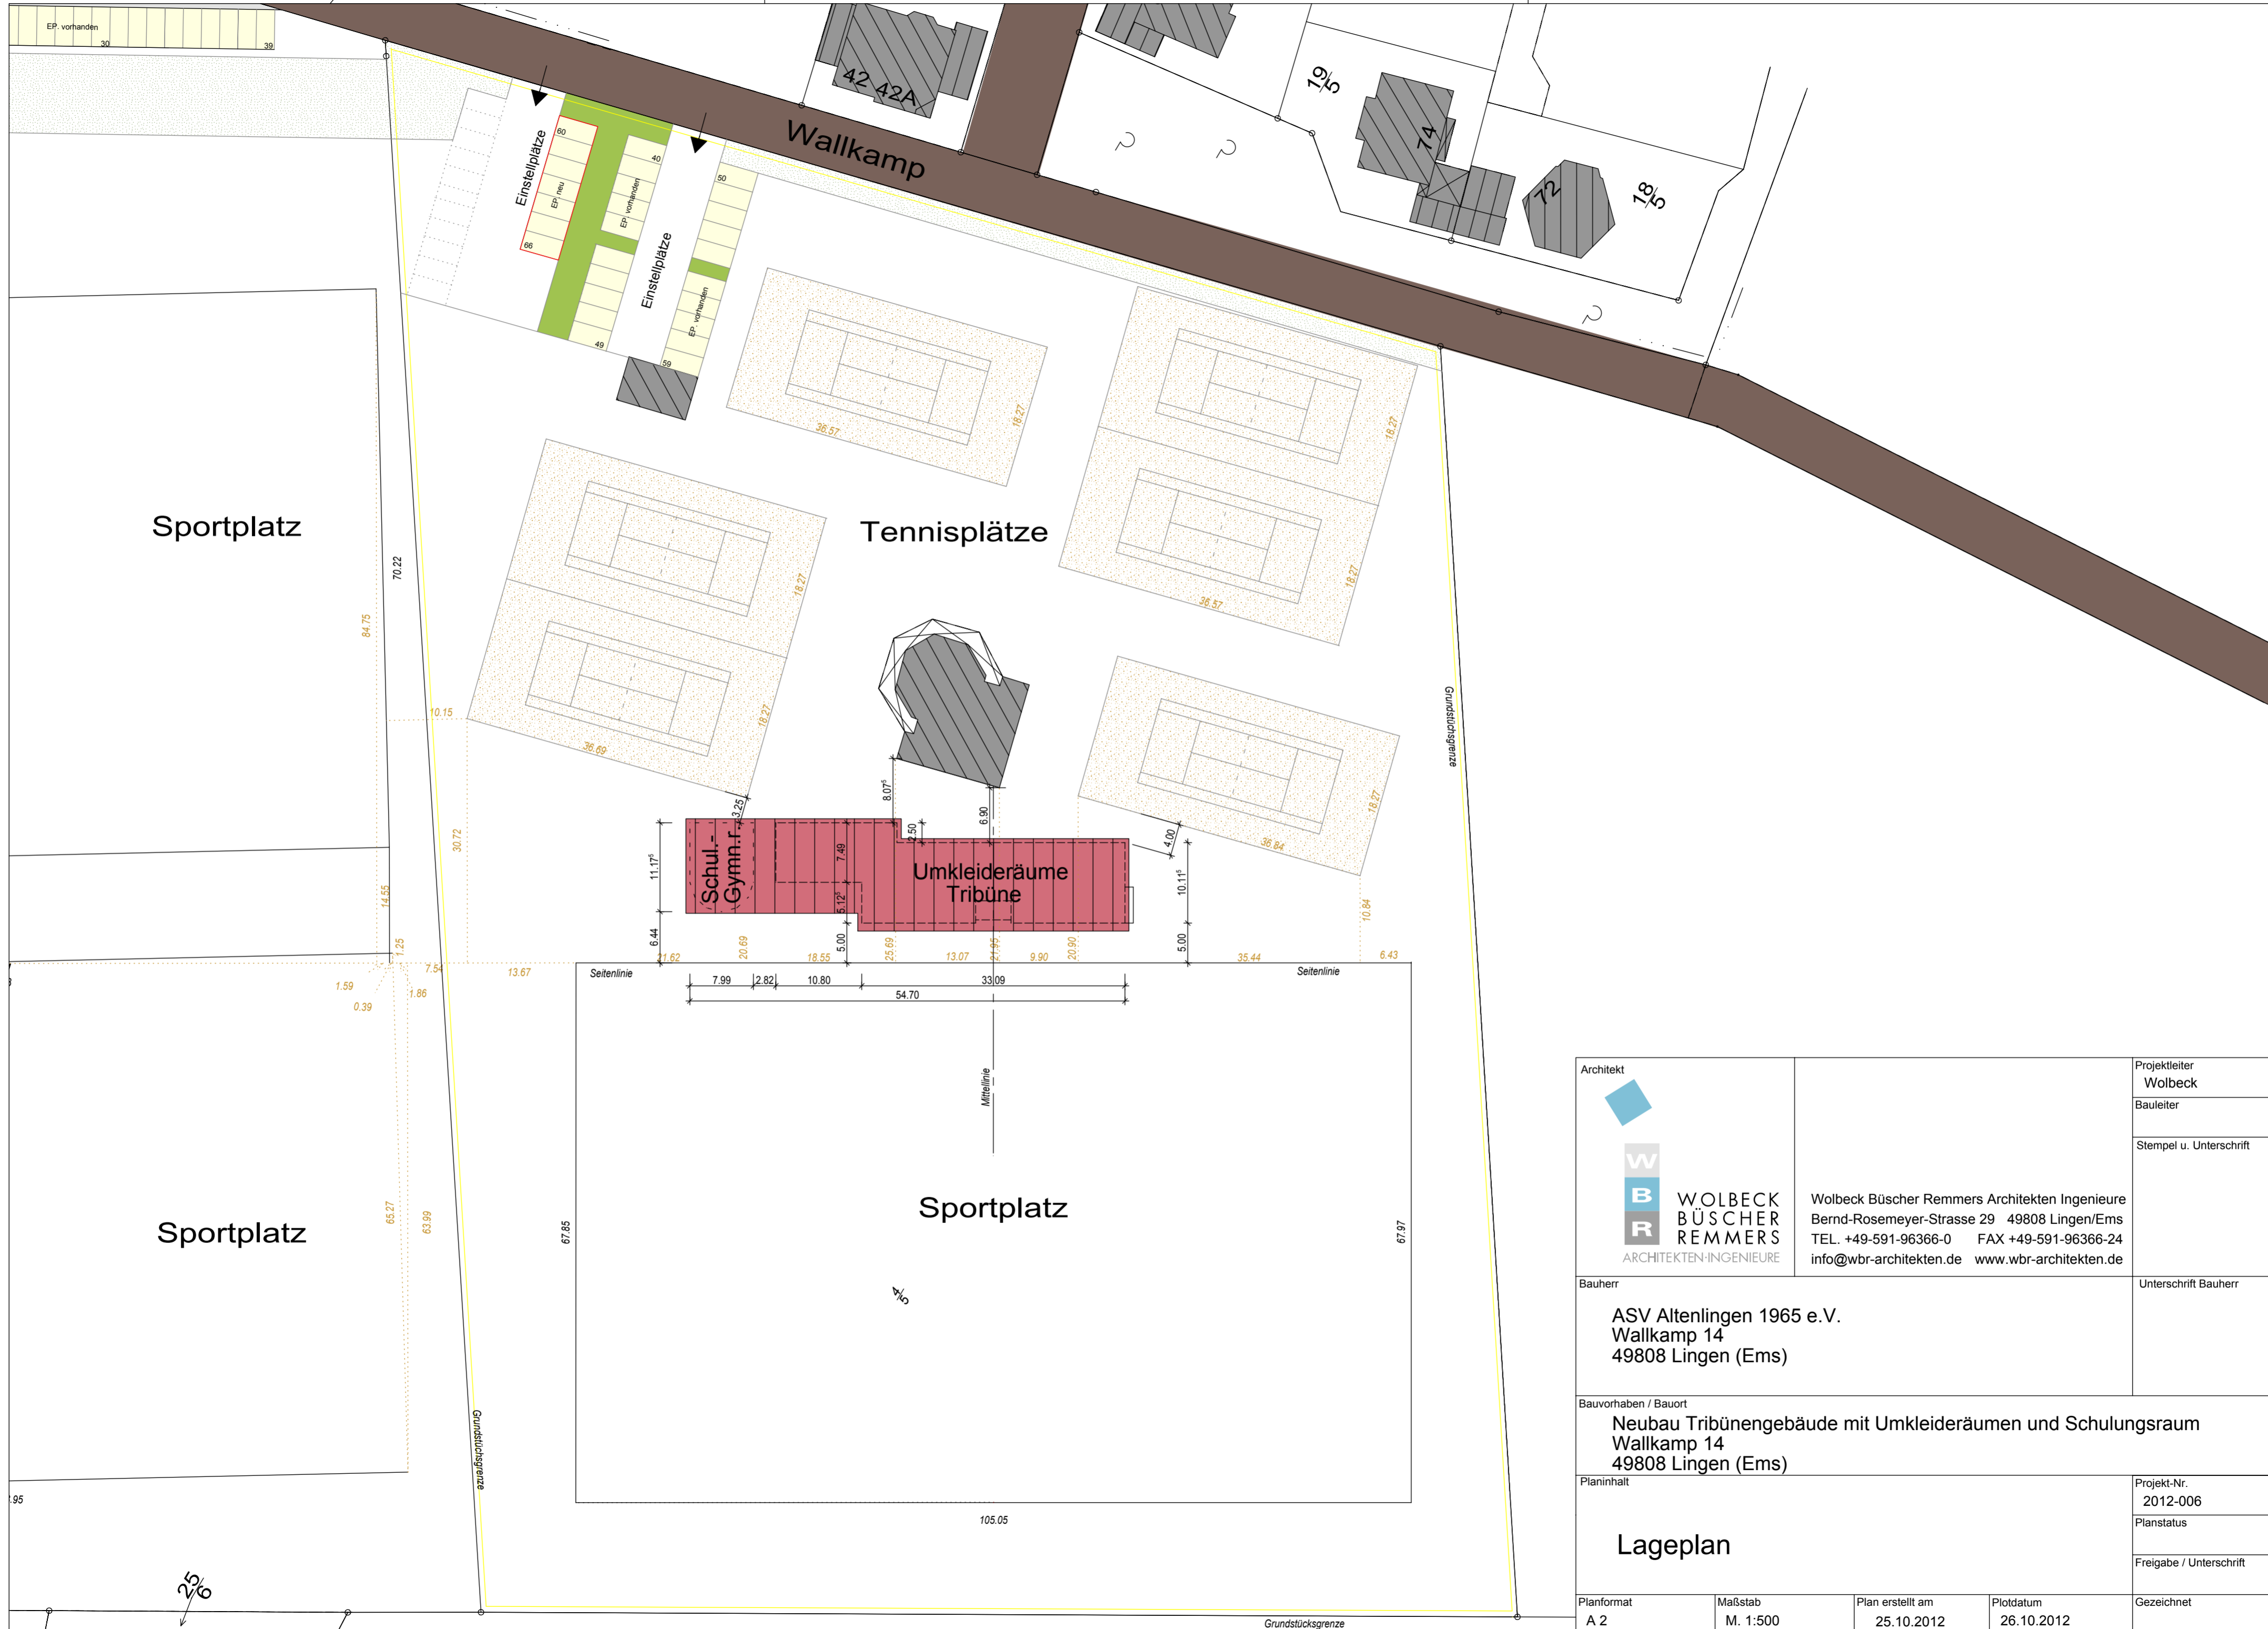 EP. vorhanden
30
39
42 42A
19/5
74
72
18/5
Wallkamp
Einstellplätze
60
EP. neu
66
40
EP. vorhanden
49
Einstellplätze
50
EP. vorhanden
59
36.57
18.27
18.27
18.27
36.57
Sportplatz
Tennisplätze
70.22
84.75
18.27
18.27
36.69
10.15
30.72
Grundstüchsgrenze
18.27
36.84
4.00
8.07⁵
6.90
3.25
2.50
11.17⁵
Schul.-
Gymn.r.
7.49
5.12⁵
Umkleideräume
Tribüne
10.11⁵
10.84
14.55
1.25
7.54
13.67
6.44
21.62
20.69
18.55
5.00
25.69
13.07
21.95
9.90
20.90
5.00
35.44
6.43
Seitenlinie
Seitenlinie
1.59
0.39
1.86
7.99
2.82
10.80
33.09
54.70
Mittellinie
Sportplatz
Sportplatz
65.27
63.99
67.85
67.97
4/5
Grundstüchsgrenze
.95
105.05
25/6
Grundstücksgrenze
Architekt
W
B
R
WOLBECK
BÜSCHER
REMMERS
ARCHITEKTEN·INGENIEURE
Wolbeck Büscher Remmers Architekten Ingenieure
Bernd-Rosemeyer-Strasse 29 49808 Lingen/Ems
TEL. +49-591-96366-0 FAX +49-591-96366-24
info@wbr-architekten.de www.wbr-architekten.de
Projektleiter
Wolbeck
Bauleiter
Stempel u. Unterschrift
Bauherr
ASV Altenlingen 1965 e.V.
Wallkamp 14
49808 Lingen (Ems)
Unterschrift Bauherr
Bauvorhaben / Bauort
Neubau Tribünengebäude mit Umkleideräumen und Schulungsraum
Wallkamp 14
49808 Lingen (Ems)
Planinhalt
Lageplan
Projekt-Nr.
2012-006
Planstatus
Freigabe / Unterschrift
Planformat
A 2
Maßstab
M. 1:500
Plan erstellt am
25.10.2012
Plotdatum
26.10.2012
Gezeichnet